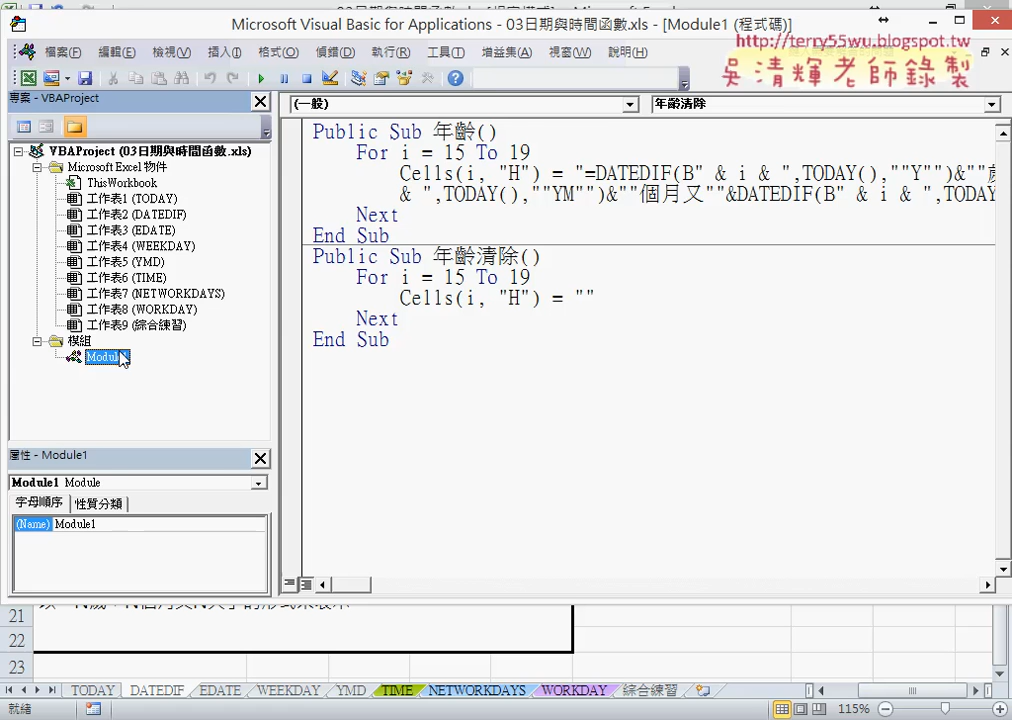 Microsoft Visual Basic for Applications - 03日期與時間函數.xls - [Module1 (程式碼)]
http://terry55wu.blogspot.tw
吳清輝老師錄製
檔案(F) 編輯(E) 檢視(V) 插入(I) 格式(O) 偵錯(D) 執行(R) 工具(T) 增益集(A) 視窗(W) 說明(H)
專案 - VBAProject
(一般)
年齡清除
VBAProject (03日期與時間函數.xls)
Microsoft Excel 物件
ThisWorkbook
工作表1 (TODAY)
工作表2 (DATEDIF)
工作表3 (EDATE)
工作表4 (WEEKDAY)
工作表5 (YMD)
工作表6 (TIME)
工作表7 (NETWORKDAYS)
工作表8 (WORKDAY)
工作表9 (綜合練習)
模組
Public Sub 年齡()
For i = 15 To 19
Cells(i, "H") = "=DATEDIF(B" & i & ",TODAY(),""Y"")&""歲
& ",TODAY(),""YM"")&""個月又""&DATEDIF(B" & i & ",TODAY
Next
End Sub
Public Sub 年齡清除()
For i = 15 To 19
Cells(i, "H") = ""
Next
End Sub
屬性 - Module1
Module1 Module
字母順序 性質分類
(Name) Module1
21
22
23
TODAY DATEDIF EDATE WEEKDAY YMD TIME NETWORKDAYS WORKDAY 綜合練習
就緒
115%